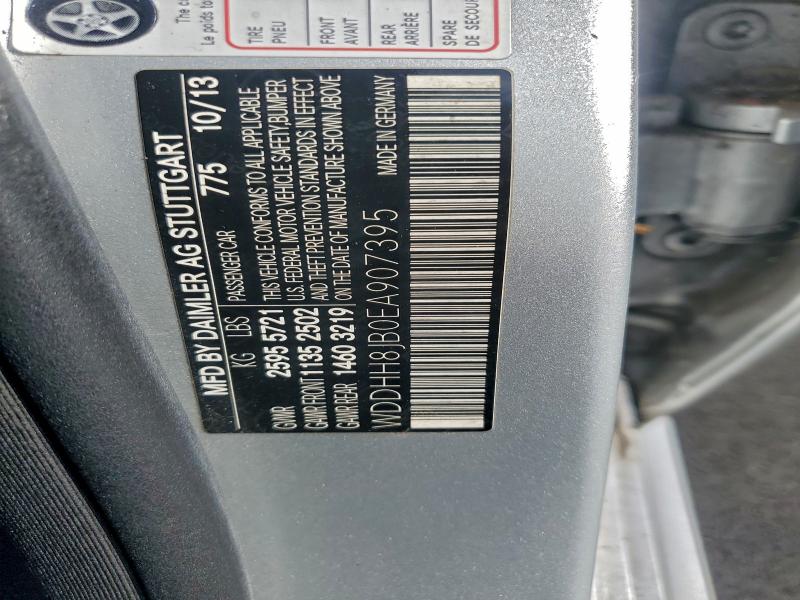 The
Le poids to
TIRE
PNEU
FRONT
AVANT
REAR
ARRIÈRE
SPARE
DE SECOU
MFD BY DAIMLER AG STUTTGART
775 10/13
KG LBS PASSENGER CAR
GVWR 2595 5721 THIS VEHICLE CONFORMS TO ALL APPLICABLE
U.S. FEDERAL MOTOR VEHICLE SAFETY, BUMPER
GAWR FRONT 1135 2502 AND THEFT PREVENTION STANDARDS IN EFFECT
GAWR REAR 1460 3219 ON THE DATE OF MANUFACTURE SHOWN ABOVE
WDDHH8JB0EA907395 MADE IN GERMANY